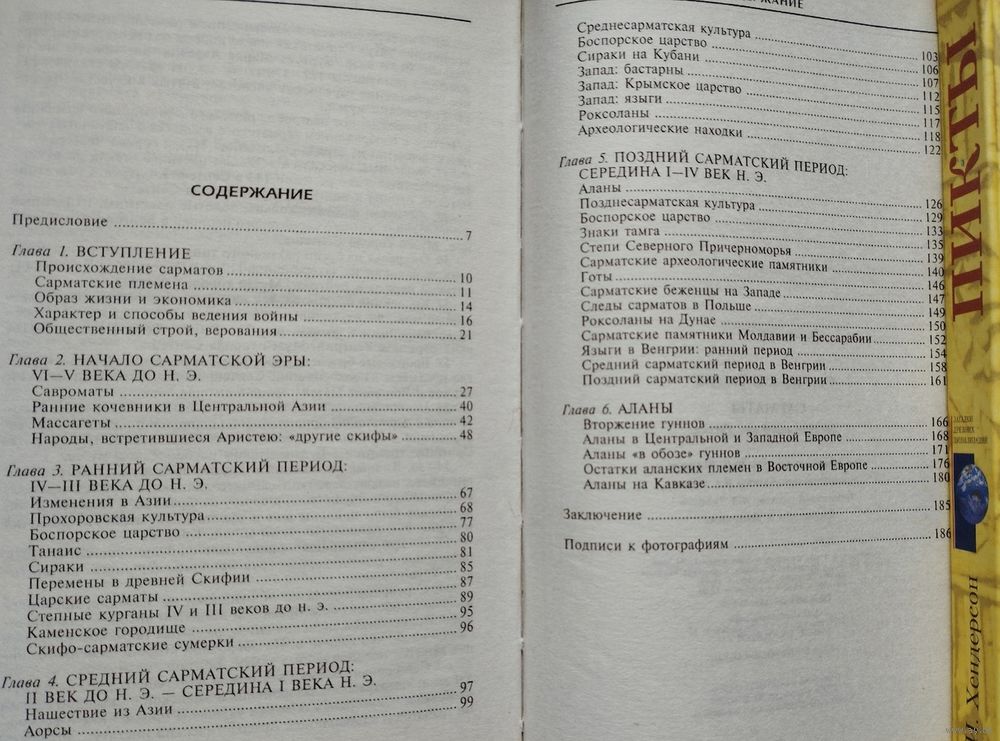 СОДЕРЖАНИЕ
Предисловие ........ 7
Глава 1. ВСТУПЛЕНИЕ
Происхождение сарматов ........ 10
Сарматские племена ........ 11
Образ жизни и экономика ........ 14
Характер и способы ведения войны ........ 16
Общественный строй, верования ........ 21
Глава 2. НАЧАЛО САРМАТСКОЙ ЭРЫ:
VI—V ВЕКА ДО Н. Э.
Савроматы ........ 27
Ранние кочевники в Центральной Азии ........ 40
Массагеты ........ 42
Народы, встретившиеся Аристею: «другие скифы» ........ 48
Глава 3. РАННИЙ САРМАТСКИЙ ПЕРИОД:
IV—III ВЕКА ДО Н. Э.
Изменения в Азии ........ 67
Прохоровская культура ........ 68
Боспорское царство ........ 77
Танаис ........ 80
Сираки ........ 81
Перемены в древней Скифии ........ 85
Царские сарматы ........ 87
Степные курганы IV и III веков до н. э. ........ 89
Каменское городище ........ 95
Скифо-сарматские сумерки ........ 96
Глава 4. СРЕДНИЙ САРМАТСКИЙ ПЕРИОД:
II ВЕК ДО Н. Э. — СЕРЕДИНА I ВЕКА Н. Э.
Нашествие из Азии ........ 97
Аорсы ........ 99
РЖАНИЕ
Среднесарматская культура ........ 103
Боспорское царство ........ 106
Сираки на Кубани ........ 107
Запад: бастарны ........ 112
Запад: Крымское царство ........ 115
Запад: языги ........ 117
Роксоланы ........ 118
Археологические находки ........ 122
Глава 5. ПОЗДНИЙ САРМАТСКИЙ ПЕРИОД:
СЕРЕДИНА I—IV ВЕК Н. Э.
Аланы ........ 126
Позднесарматская культура ........ 129
Боспорское царство ........ 133
Знаки тамга ........ 135
Степи Северного Причерноморья ........ 139
Сарматские археологические памятники ........ 140
Готы ........ 146
Сарматские беженцы на Западе ........ 147
Следы сарматов в Польше ........ 149
Роксоланы на Дунае ........ 150
Сарматские памятники Молдавии и Бессарабии ........ 152
Языги в Венгрии: ранний период ........ 154
Средний сарматский период в Венгрии ........ 158
Поздний сарматский период в Венгрии ........ 161
Глава 6. АЛАНЫ
Вторжение гуннов ........ 166
Аланы в Центральной и Западной Европе ........ 168
Аланы «в обозе» гуннов ........ 171
Остатки аланских племен в Восточной Европе ........ 176
Аланы на Кавказе ........ 180
Заключение ........ 185
Подписи к фотографиям ........ 186
ПИКТЫ
ЗАГАДКИ
ДРЕВНИХ
ЦИВИЛИЗАЦИЙ
И. Хендерсон